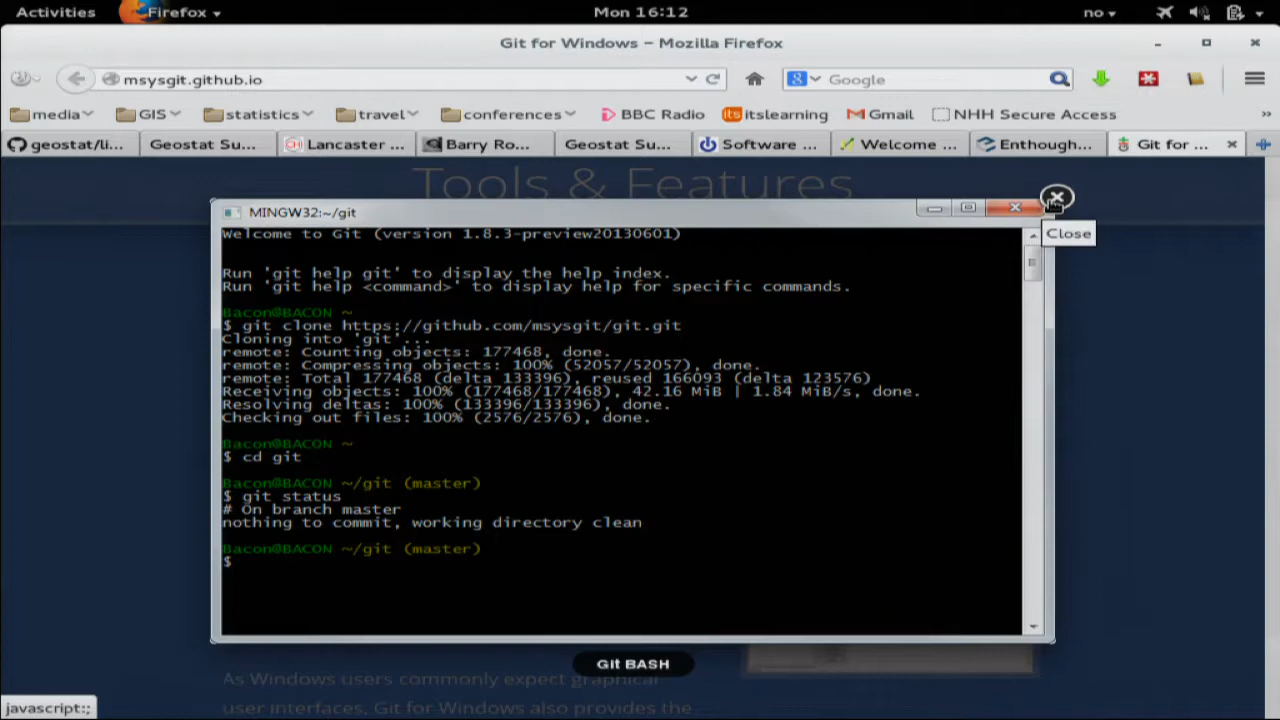 Activities Firefox Mon 16:12 no
Git for Windows – Mozilla Firefox
msysgit.github.io Google
media GIS statistics travel conferences BBC Radio its itslearning Gmail NHH Secure Access »
geostat/li... Geostat Su... Lancaster ... Barry Ro... Geostat Su... Software ... Welcome ... Enthough... Git for ...
Tools & Features
MINGW32:~/git
Close
Welcome to Git (version 1.8.3-preview20130601)
Run 'git help git' to display the help index.
Run 'git help <command>' to display help for specific commands.
Bacon@BACON ~
$ git clone https://github.com/msysgit/git.git
Cloning into 'git'...
remote: Counting objects: 177468, done.
remote: Compressing objects: 100% (52057/52057), done.
remote: Total 177468 (delta 133396), reused 166093 (delta 123576)
Receiving objects: 100% (177468/177468), 42.16 MiB | 1.84 MiB/s, done.
Resolving deltas: 100% (133396/133396), done.
Checking out files: 100% (2576/2576), done.
Bacon@BACON ~
$ cd git
Bacon@BACON ~/git (master)
$ git status
# On branch master
nothing to commit, working directory clean
Bacon@BACON ~/git (master)
$
Git BASH
As Windows users commonly expect graphical
user interfaces, Git for Windows also provides the
javascript:;